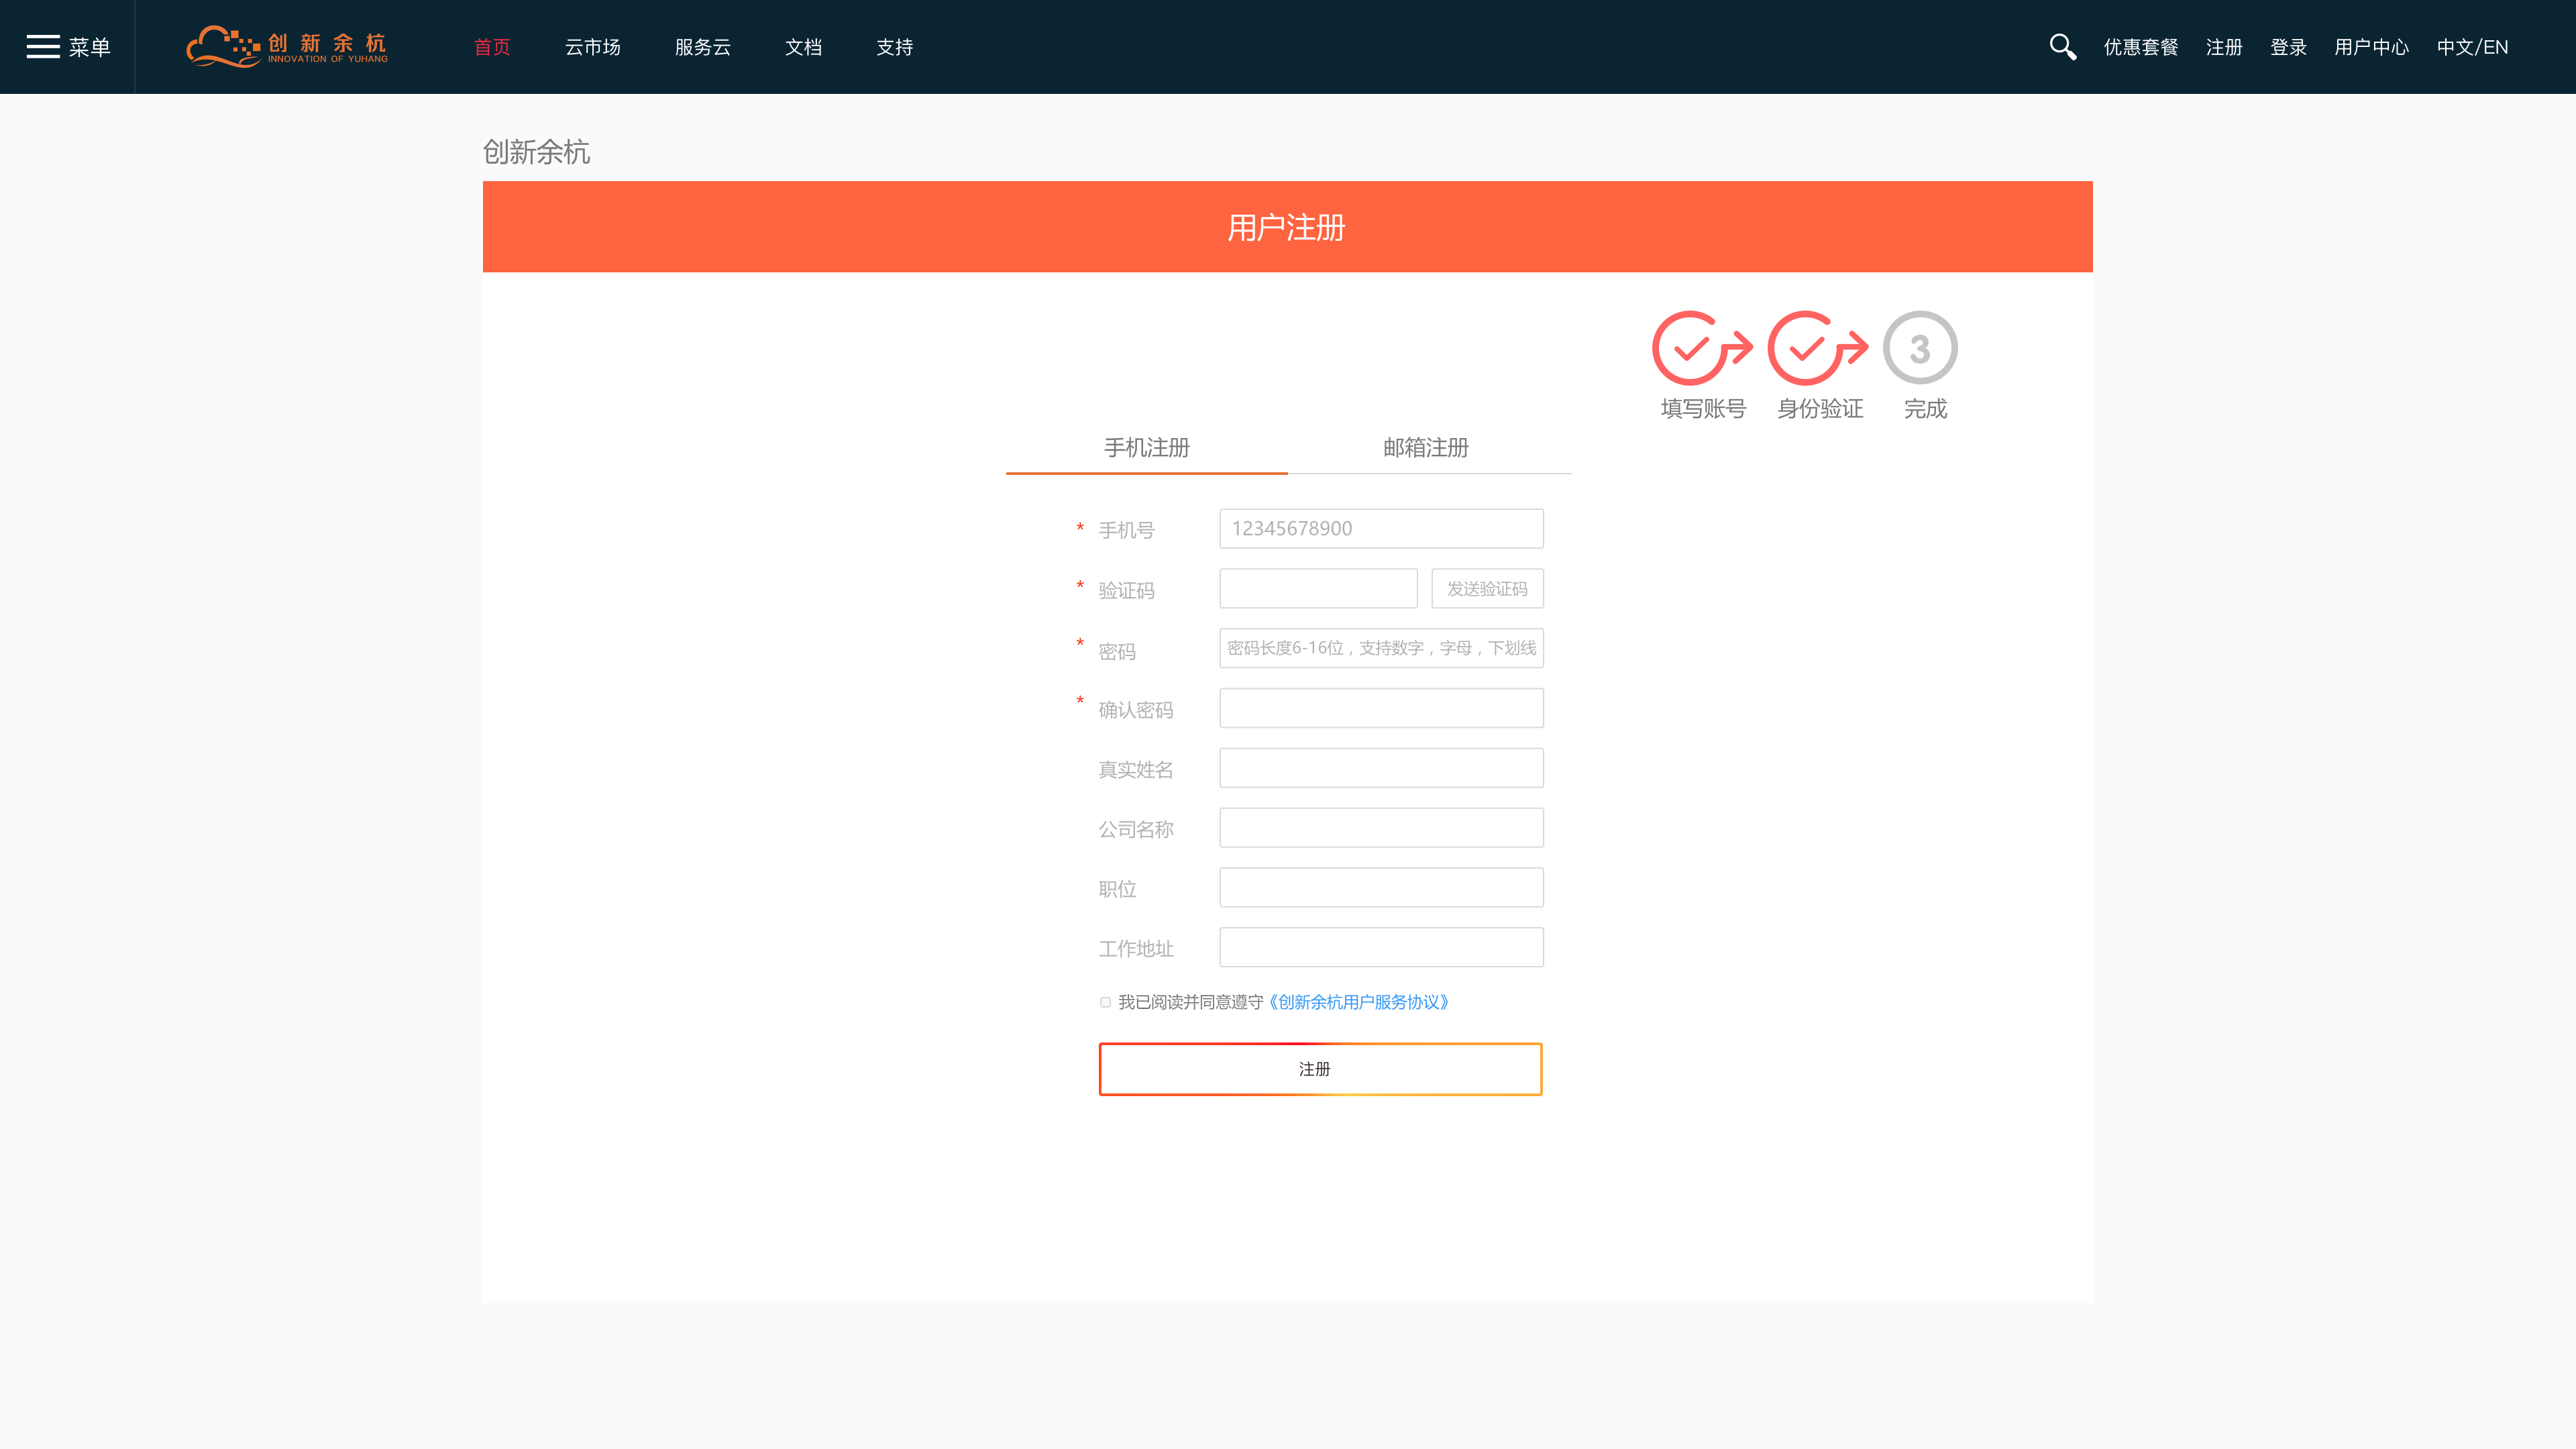 菜单 创新余杭 首页 云市场 服务云 文档 支持 优惠套餐 注册 登录 用户中心 中文/EN
INNOVATION OF YUHANG
创新余杭
用户注册
3
填写账号 身份验证 完成
手机注册 邮箱注册
* 手机号 12345678900
* 验证码 发送验证码
* 密码 密码长度6-16位，支持数字，字母，下划线
* 确认密码
真实姓名
公司名称
职位
工作地址
我已阅读并同意遵守《创新余杭用户服务协议》
注册